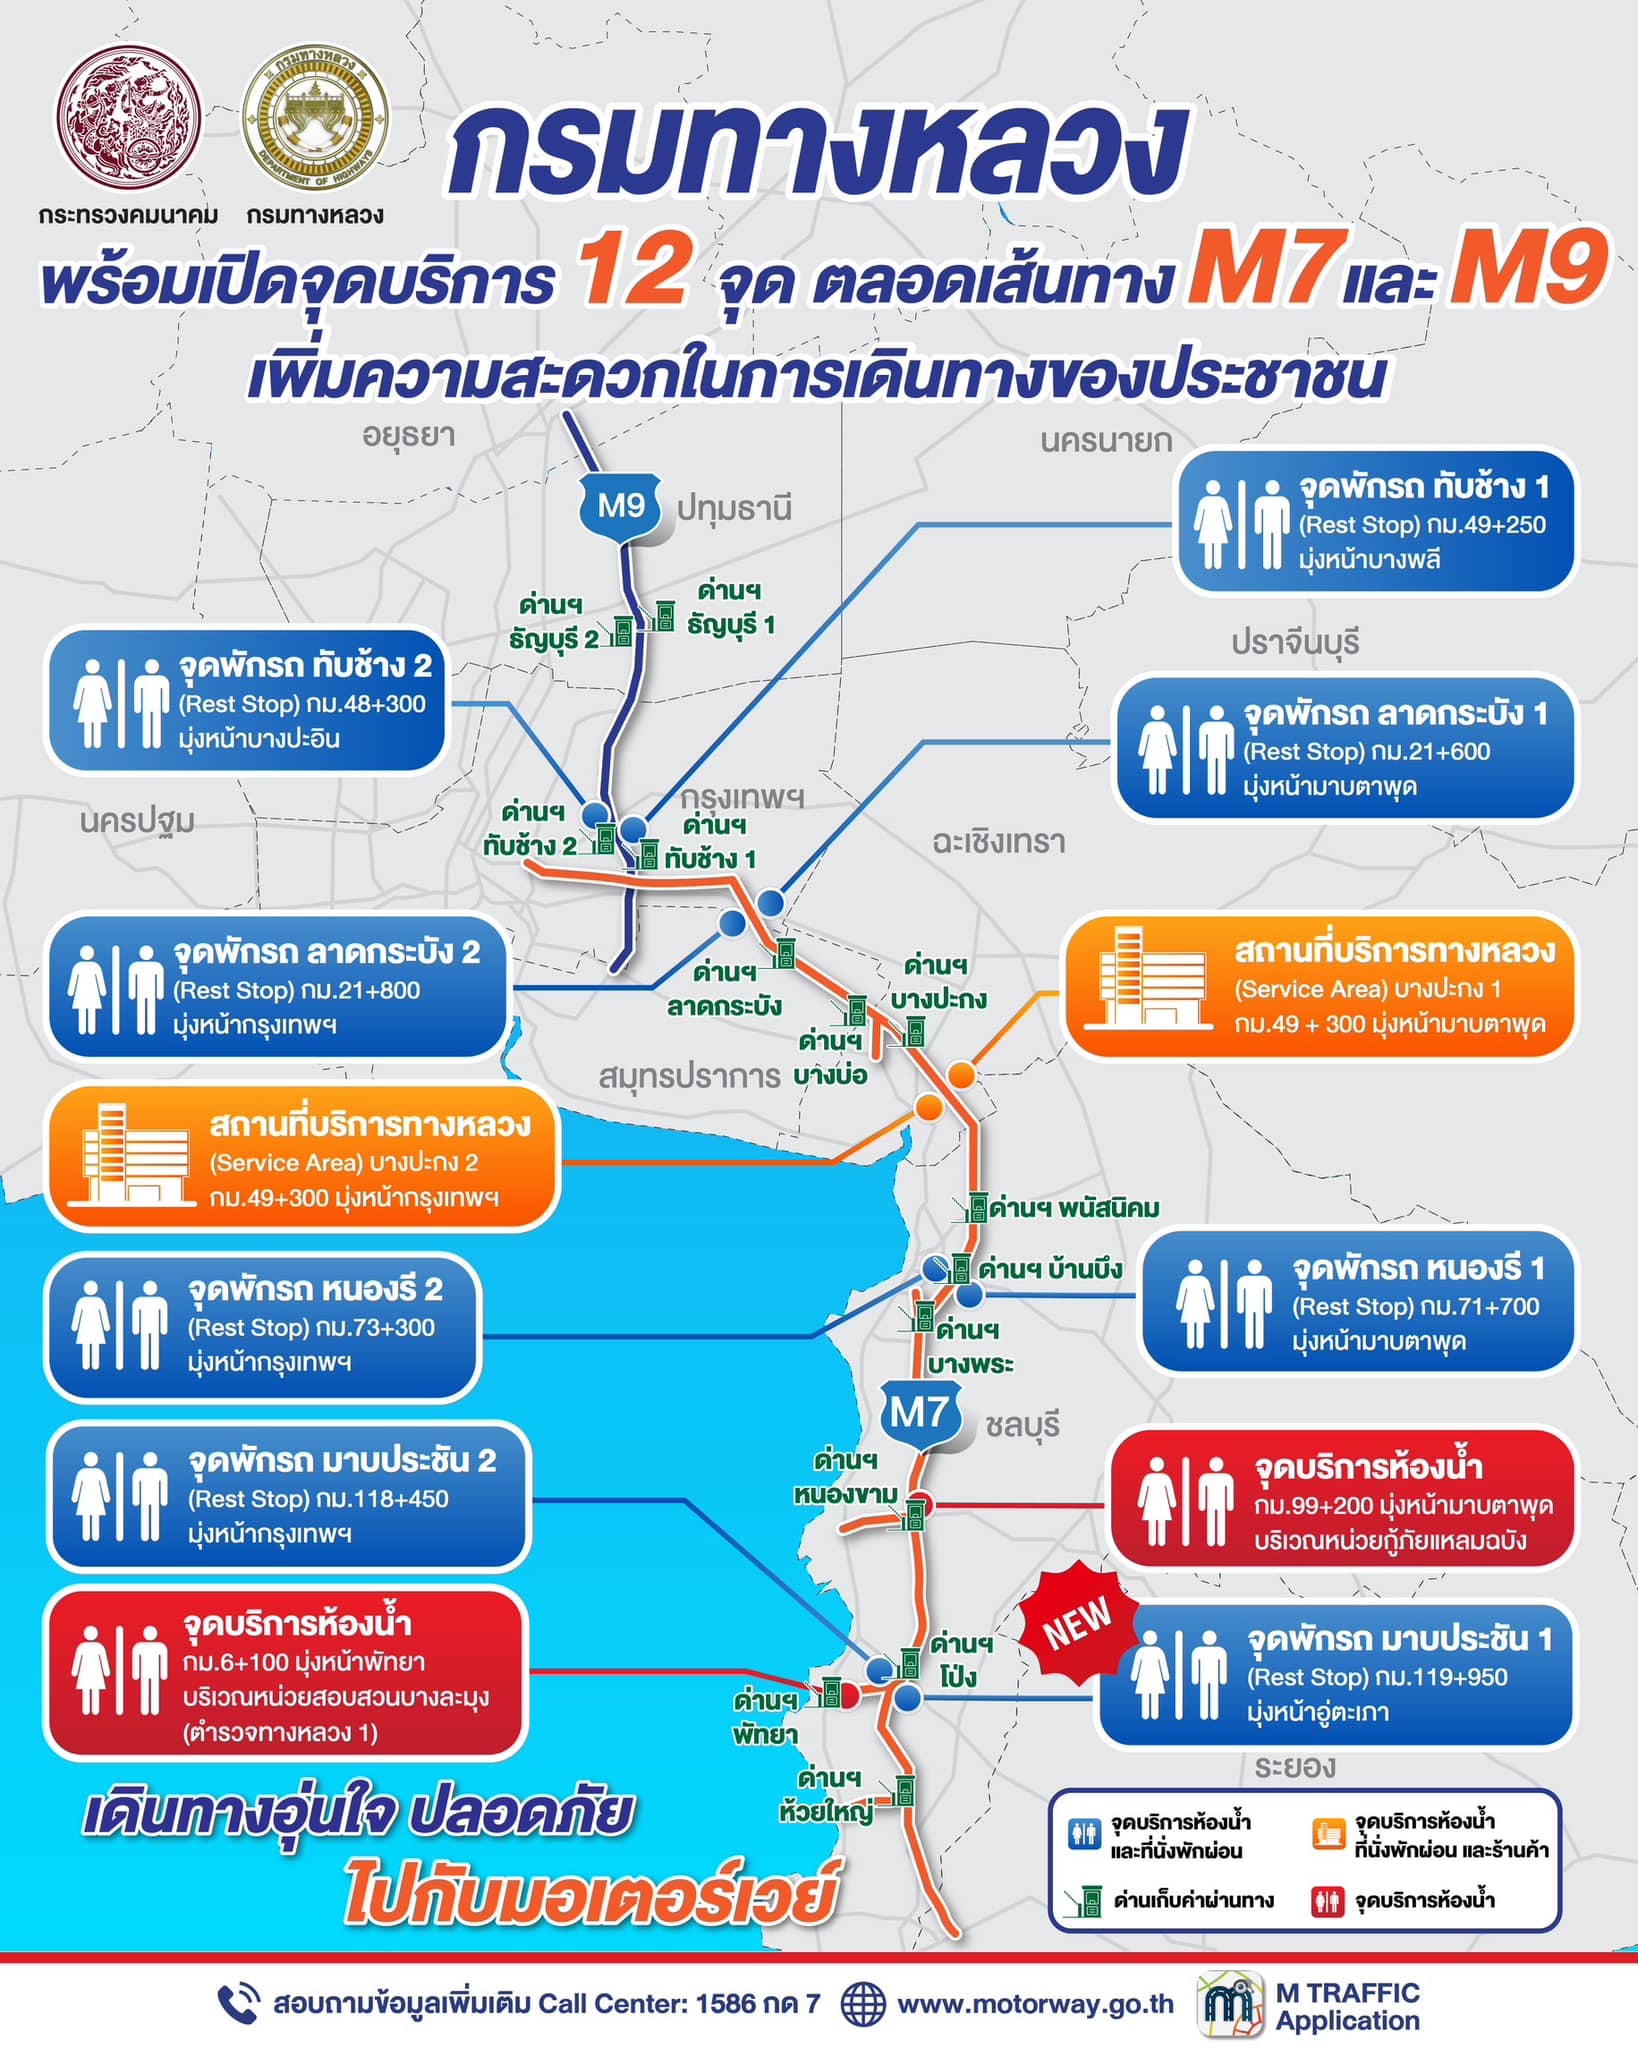 กรมทางหลวง
DEPARTMENT OF HIGHWAYS
กระทรวงคมนาคม
กรมทางหลวง
กรมทางหลวง
พร้อมเปิดจุดบริการ 12 จุด ตลอดเส้นทาง M7 และ M9
เพิ่มความสะดวกในการเดินทางของประชาชน
อยุธยา
นครนายก
M9
ปทุมธานี
จุดพักรถ ทับช้าง 1
(Rest Stop) กม.49+250
มุ่งหน้าบางพลี
ด่านฯ
ธัญบุรี 2
ด่านฯ
ธัญบุรี 1
ปราจีนบุรี
จุดพักรถ ทับช้าง 2
(Rest Stop) กม.48+300
มุ่งหน้าบางปะอิน
จุดพักรถ ลาดกระบัง 1
(Rest Stop) กม.21+600
มุ่งหน้ามาบตาพุด
นครปฐม
กรุงเทพฯ
ด่านฯ
ทับช้าง 2
ด่านฯ
ทับช้าง 1
ฉะเชิงเทรา
จุดพักรถ ลาดกระบัง 2
(Rest Stop) กม.21+800
มุ่งหน้ากรุงเทพฯ
ด่านฯ
ลาดกระบัง
ด่านฯ
บางปะกง
สถานที่บริการทางหลวง
(Service Area) บางปะกง 1
กม.49 + 300 มุ่งหน้ามาบตาพุด
ด่านฯ
บางบ่อ
สมุทรปราการ
สถานที่บริการทางหลวง
(Service Area) บางปะกง 2
กม.49+300 มุ่งหน้ากรุงเทพฯ
ด่านฯ พนัสนิคม
ด่านฯ บ้านบึง
จุดพักรถ หนองรี 2
(Rest Stop) กม.73+300
มุ่งหน้ากรุงเทพฯ
จุดพักรถ หนองรี 1
(Rest Stop) กม.71+700
มุ่งหน้ามาบตาพุด
ด่านฯ
บางพระ
M7
ชลบุรี
จุดพักรถ มาบประชัน 2
(Rest Stop) กม.118+450
มุ่งหน้ากรุงเทพฯ
ด่านฯ
หนองขาม
จุดบริการห้องน้ำ
กม.99+200 มุ่งหน้ามาบตาพุด
บริเวณหน่วยกู้ภัยแหลมฉบัง
NEW
จุดบริการห้องน้ำ
กม.6+100 มุ่งหน้าพัทยา
บริเวณหน่วยสอบสวนบางละมุง
(ตำรวจทางหลวง 1)
ด่านฯ
โป่ง
จุดพักรถ มาบประชัน 1
(Rest Stop) กม.119+950
มุ่งหน้าอู่ตะเภา
ด่านฯ
พัทยา
ระยอง
ด่านฯ
ห้วยใหญ่
เดินทางอุ่นใจ ปลอดภัย
ไปกับมอเตอร์เวย์
จุดบริการห้องน้ำ
และที่นั่งพักผ่อน
จุดบริการห้องน้ำ
ที่นั่งพักผ่อน และร้านค้า
ด่านเก็บค่าผ่านทาง
จุดบริการห้องน้ำ
สอบถามข้อมูลเพิ่มเติม Call Center: 1586 กด 7
www.motorway.go.th
M TRAFFIC
Application